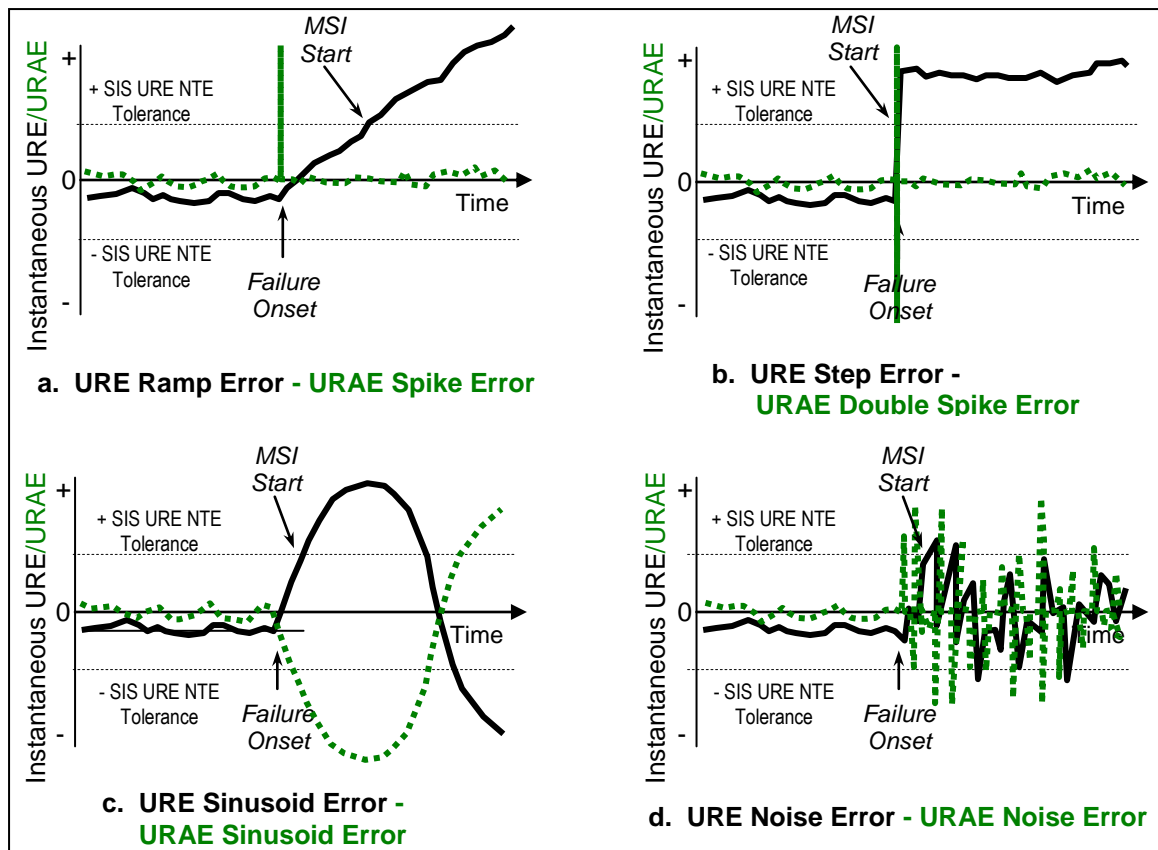 Instantaneous URE/URAE
+
MSI
Start
+ SIS URE NTE
Tolerance
0
Time
- SIS URE NTE
Tolerance
Failure
Onset
-
a. URE Ramp Error - URAE Spike Error
Instantaneous URE/URAE
+
MSI
Start
+ SIS URE NTE
Tolerance
0
Time
- SIS URE NTE
Tolerance
Failure
Onset
-
b. URE Step Error -
URAE Double Spike Error
Instantaneous URE/URAE
+
MSI
Start
+ SIS URE NTE
Tolerance
0
Time
- SIS URE NTE
Tolerance
Failure
Onset
-
c. URE Sinusoid Error -
URAE Sinusoid Error
Instantaneous URE/URAE
+
MSI
Start
+ SIS URE NTE
Tolerance
0
Time
- SIS URE NTE
Tolerance
Failure
Onset
-
d. URE Noise Error - URAE Noise Error